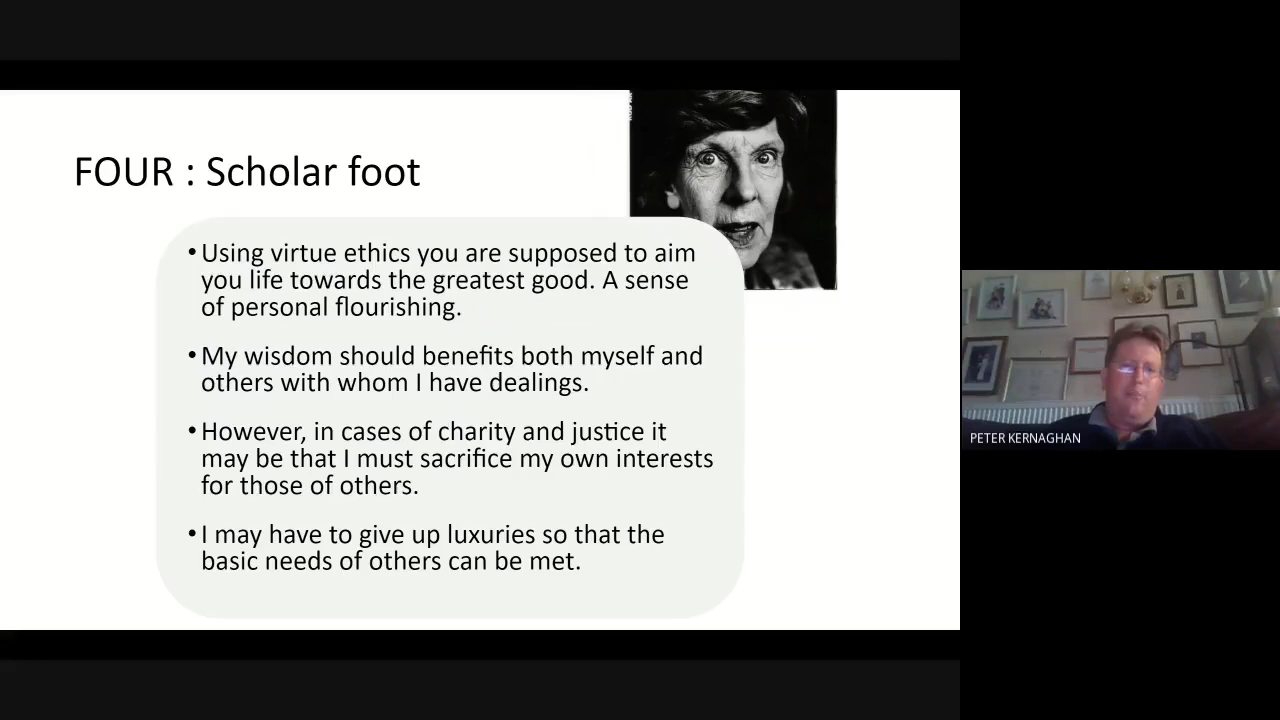 FOUR : Scholar foot
•Using virtue ethics you are supposed to aim
you life towards the greatest good. A sense
of personal flourishing.
•My wisdom should benefits both myself and
others with whom I have dealings.
•However, in cases of charity and justice it
may be that I must sacrifice my own interests
for those of others.
•I may have to give up luxuries so that the
basic needs of others can be met.
PETER KERNAGHAN